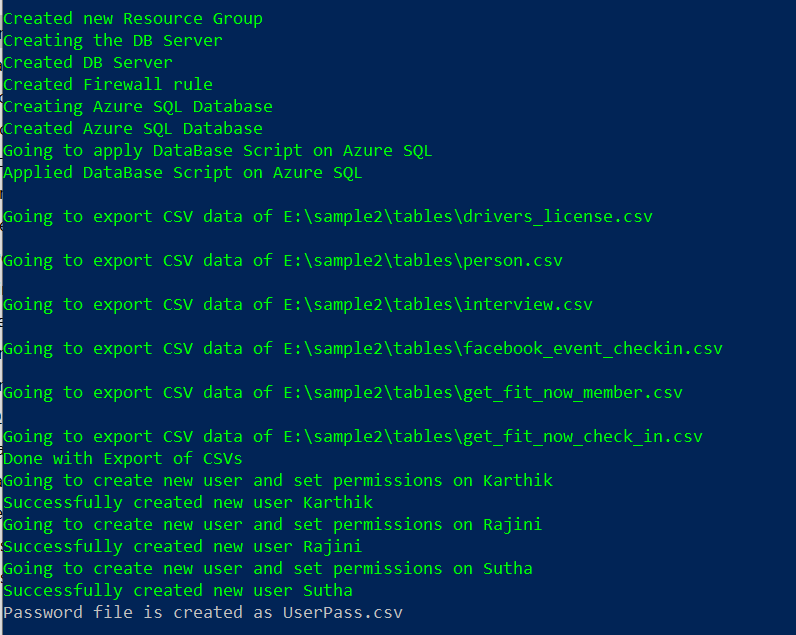 Created new Resource Group
Creating the DB Server
Created DB Server
Created Firewall rule
Creating Azure SQL Database
Created Azure SQL Database
Going to apply DataBase Script on Azure SQL
Applied DataBase Script on Azure SQL
Going to export CSV data of E:\sample2\tables\drivers_license.csv
Going to export CSV data of E:\sample2\tables\person.csv
Going to export CSV data of E:\sample2\tables\interview.csv
Going to export CSV data of E:\sample2\tables\facebook_event_checkin.csv
Going to export CSV data of E:\sample2\tables\get_fit_now_member.csv
Going to export CSV data of E:\sample2\tables\get_fit_now_check_in.csv
Done with Export of CSVs
Going to create new user and set permissions on Karthik
Successfully created new user Karthik
Going to create new user and set permissions on Rajini
Successfully created new user Rajini
Going to create new user and set permissions on Sutha
Successfully created new user Sutha
Password file is created as UserPass.csv